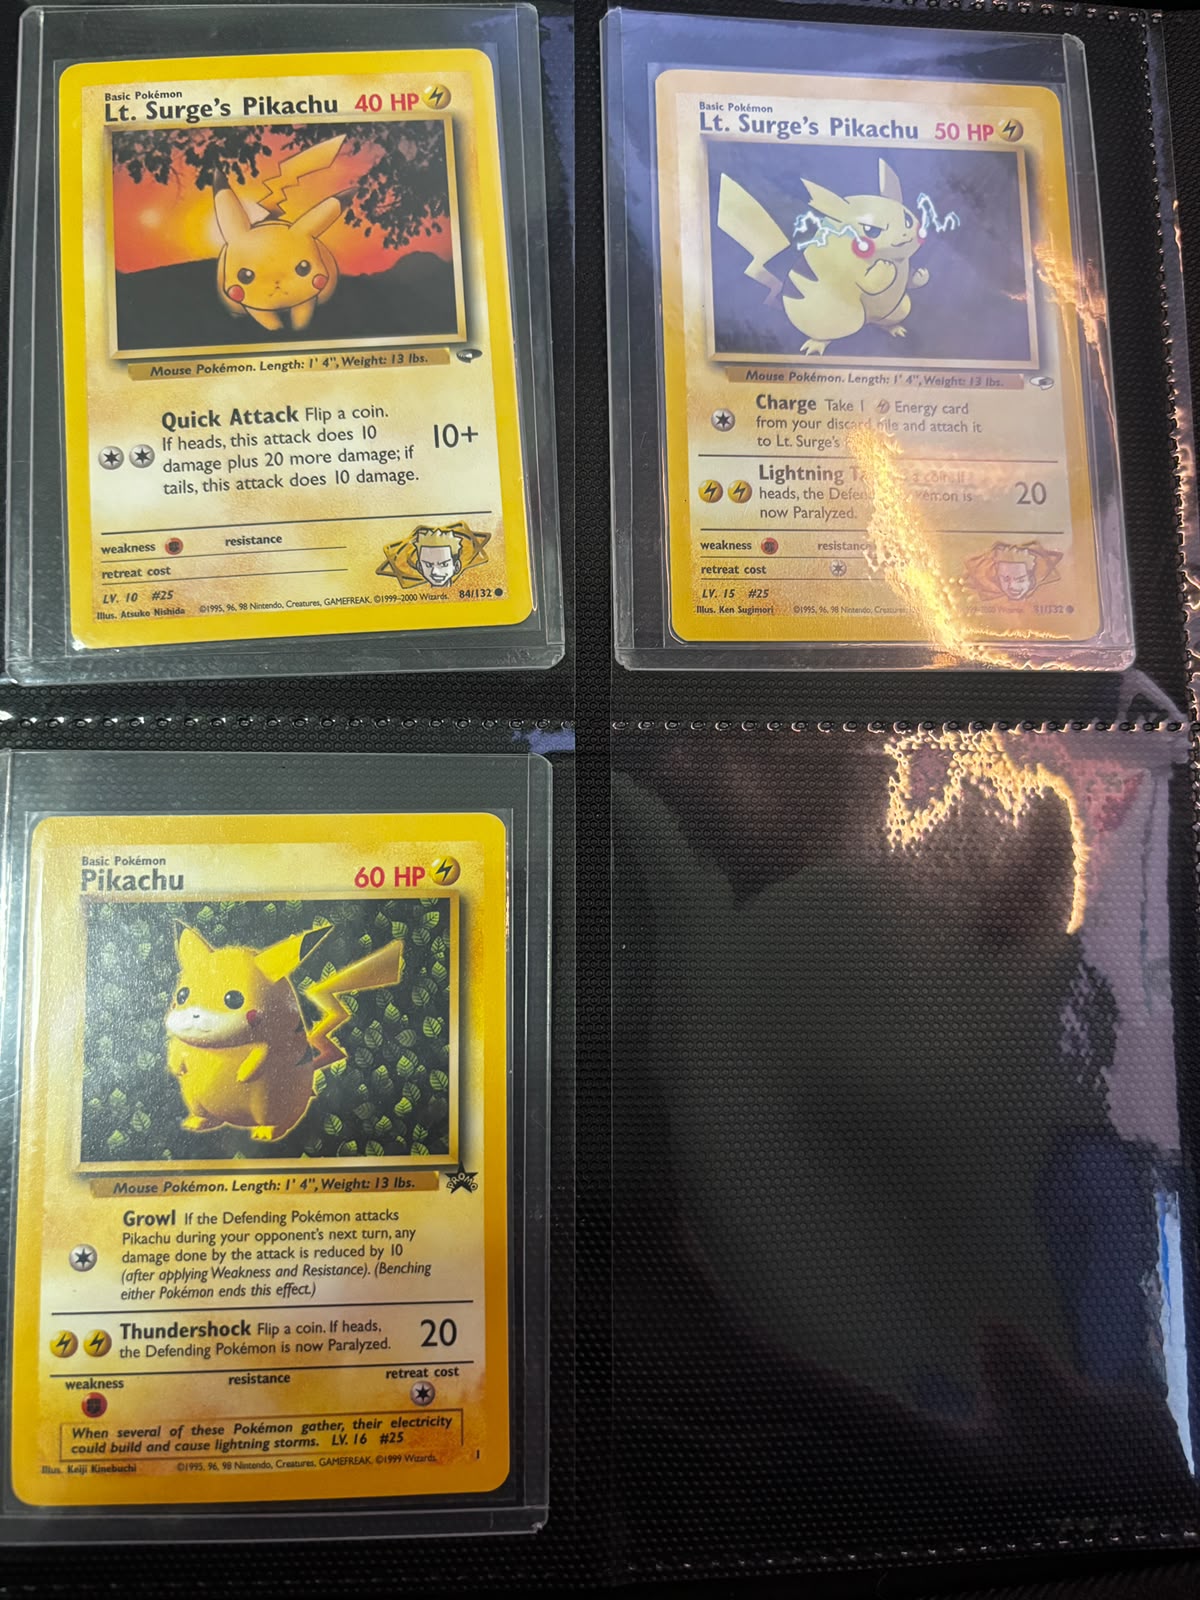 Basic Pokémon
Lt. Surge's Pikachu 40 HP
Mouse Pokémon. Length: 1' 4", Weight: 13 lbs.
Quick Attack Flip a coin.
If heads, this attack does 10
damage plus 20 more damage; if
tails, this attack does 10 damage.
10+
weakness resistance
retreat cost
LV. 10 #25
Illus. Atsuko Nishida ©1995, 96, 98 Nintendo, Creatures, GAMEFREAK. ©1999-2000 Wizards. 84/132
Basic Pokémon
Lt. Surge's Pikachu 50 HP
Mouse Pokémon. Length: 1' 4", Weight: 13 lbs.
Charge Take 1 Energy card
from your discard pile and attach it
to Lt. Surge's
Lightning
heads, the
now Paralyzed.
20
weakness resistance
retreat cost
LV. 15 #25
Illus. Ken Sugimori ©1995, 96, 98 Nintendo, Creatures,
Basic Pokémon
Pikachu 60 HP
PROMO
Mouse Pokémon. Length: 1' 4", Weight: 13 lbs.
Growl If the Defending Pokémon attacks
Pikachu during your opponent's next turn, any
damage done by the attack is reduced by 10
(after applying Weakness and Resistance). (Benching
either Pokémon ends this effect.)
Thundershock Flip a coin. If heads,
the Defending Pokémon is now Paralyzed.
20
weakness resistance retreat cost
When several of these Pokémon gather, their electricity
could build and cause lightning storms. LV. 16 #25
Illus. Keiji Kinebuchi ©1995, 96, 98 Nintendo, Creatures, GAMEFREAK. ©1999 Wizards. 1